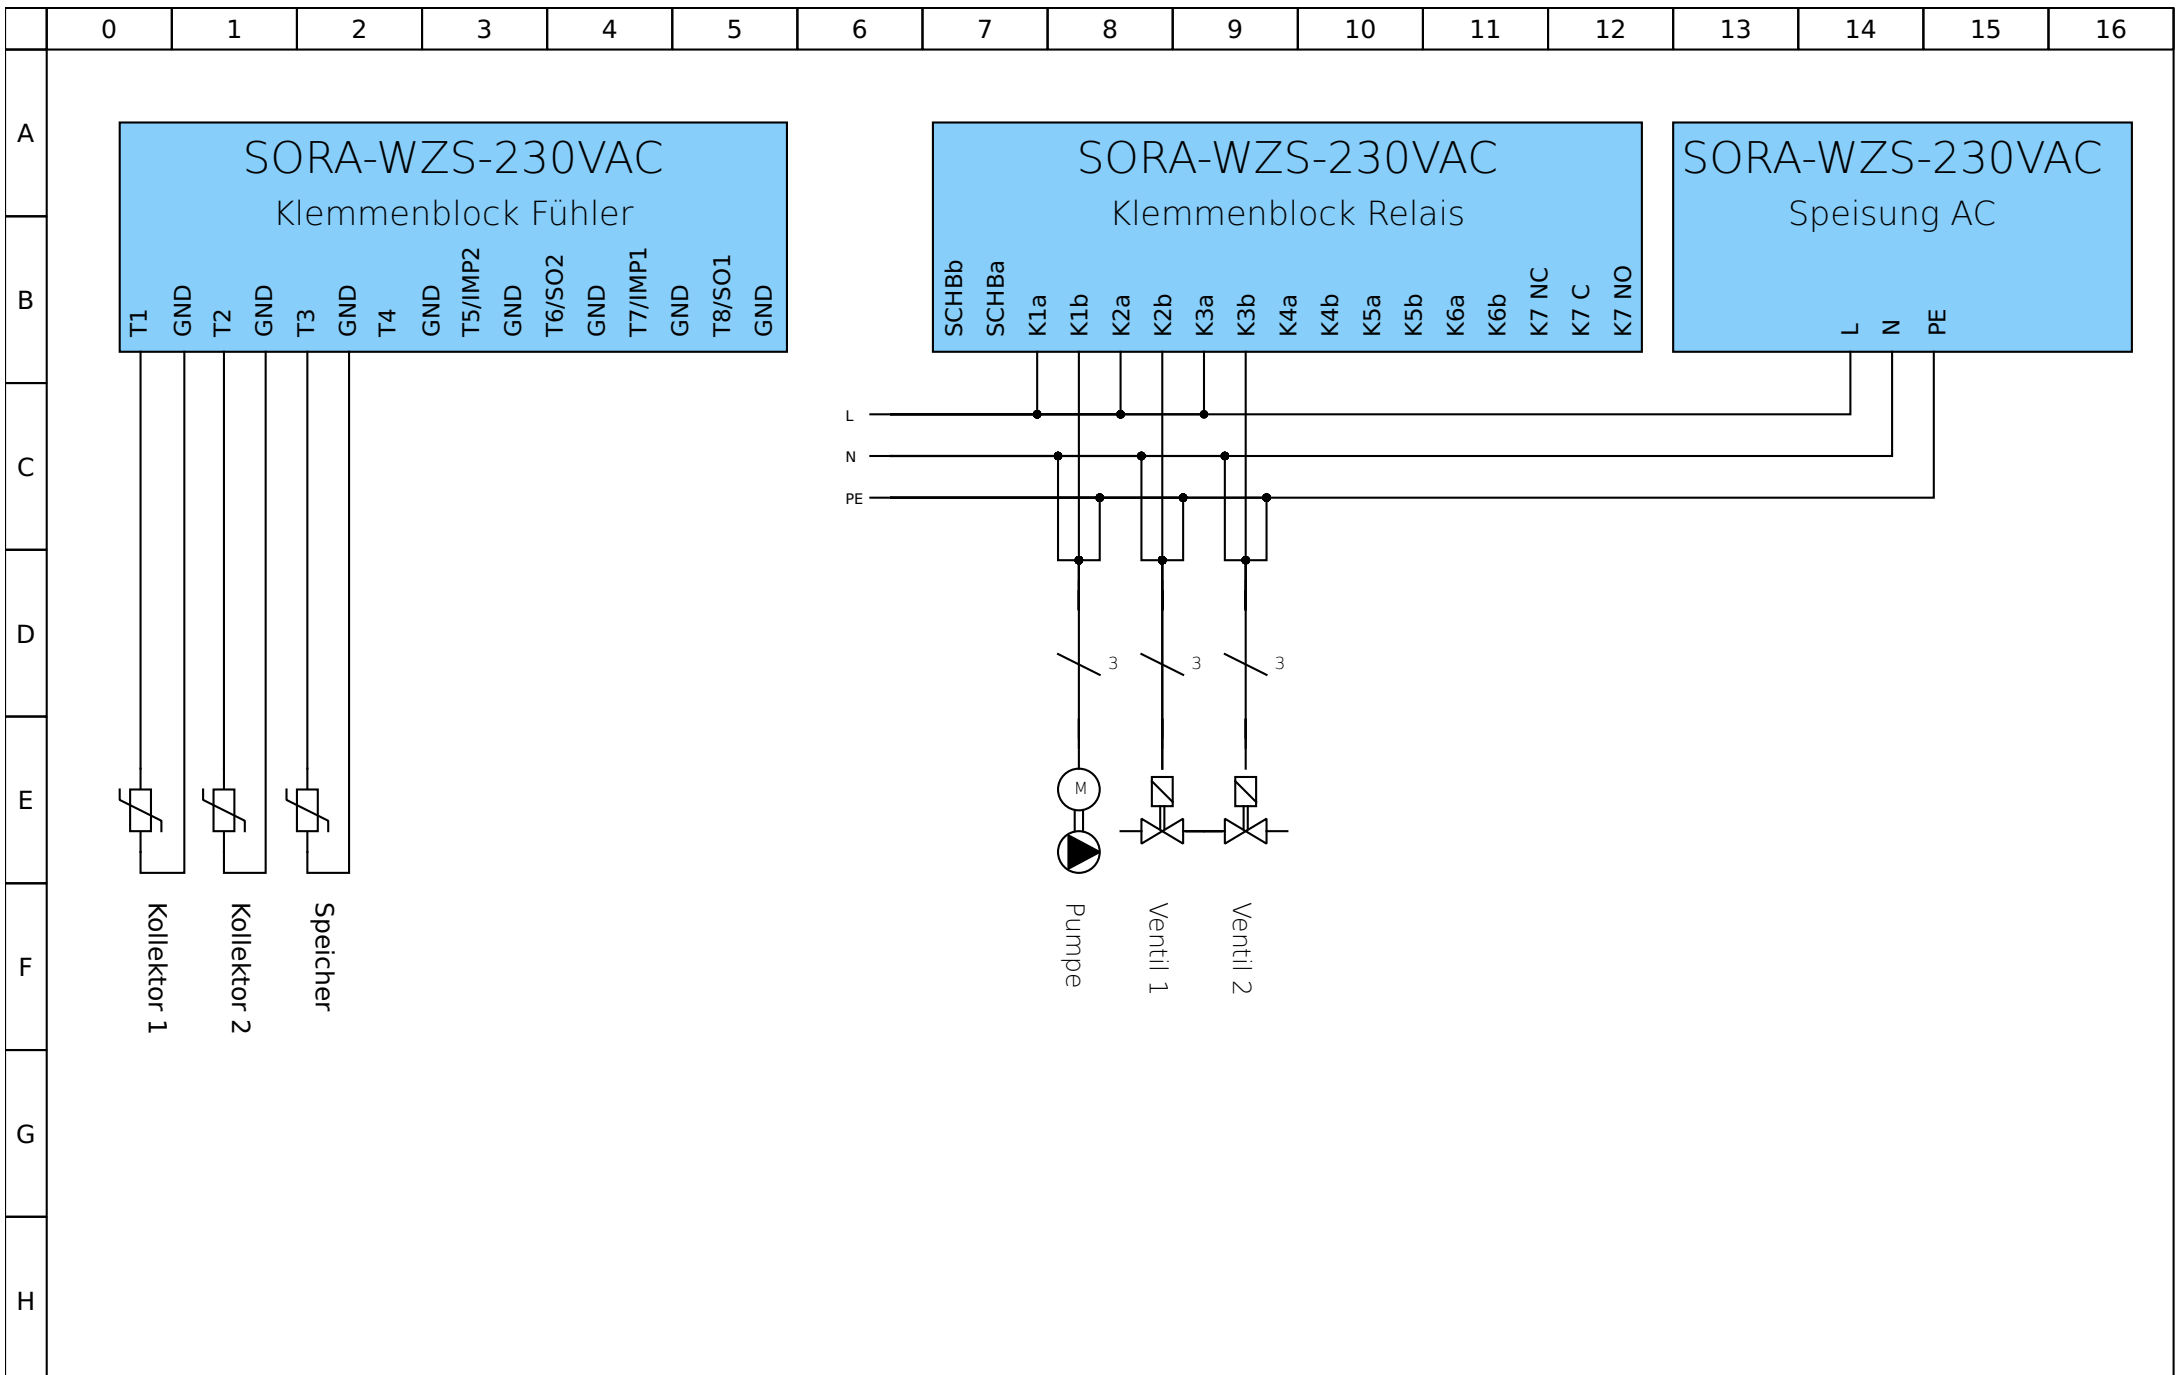 0 1 2 3 4 5 6 7 8 9 10 11 12 13 14 15 16
A
B
C
D
E
F
G
H
SORA-WZS-230VAC
Klemmenblock Fühler
T1 GND T2 GND T3 GND T4 GND T5/IMP2 GND T6/SO2 GND T7/IMP1 GND T8/SO1 GND
SORA-WZS-230VAC
Klemmenblock Relais
SCHBb SCHBa K1a K1b K2a K2b K3a K3b K4a K4b K5a K5b K6a K6b K7 NC K7 C K7 NO
SORA-WZS-230VAC
Speisung AC
L N PE
L
N
PE
3 3 3
M
Kollektor 1
Kollektor 2
Speicher
Pumpe
Ventil 1
Ventil 2